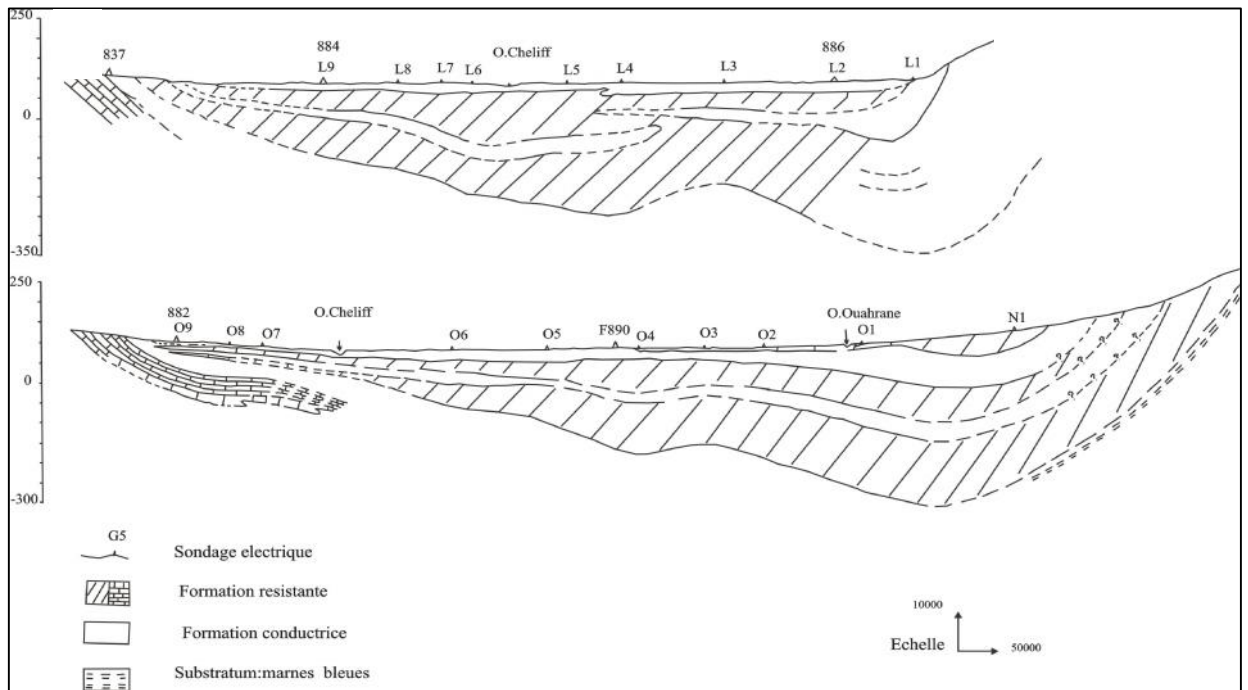 250
0
-350
837
884
L9
L8
L7
L6
O.Cheliff
L5
L4
L3
886
L2
L1
250
0
-300
882
O9
O8
O7
O.Cheliff
O6
O5
F890
O4
O3
O2
O.Ouahrane
O1
N1
G5
Sondage electrique
Formation resistante
Formation conductrice
Substratum:marnes bleues
10000
Echelle
50000